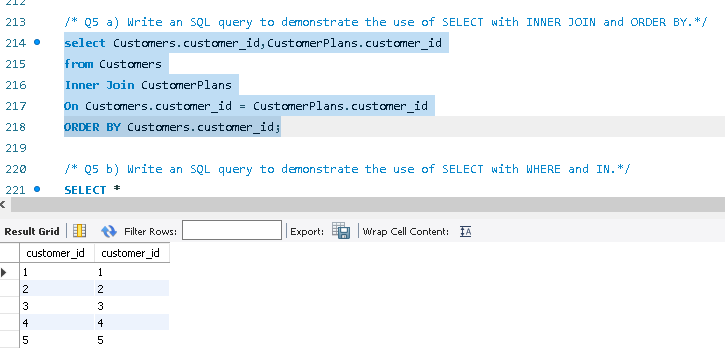 212
213 /* Q5 a) Write an SQL query to demonstrate the use of SELECT with INNER JOIN and ORDER BY.*/
214 select Customers.customer_id,CustomerPlans.customer_id
215 from Customers
216 Inner Join CustomerPlans
217 On Customers.customer_id = CustomerPlans.customer_id
218 ORDER BY Customers.customer_id;
219
220 /* Q5 b) Write an SQL query to demonstrate the use of SELECT with WHERE and IN.*/
221 SELECT *
Result Grid Filter Rows: Export: Wrap Cell Content: IA
customer_id customer_id
1 1
2 2
3 3
4 4
5 5